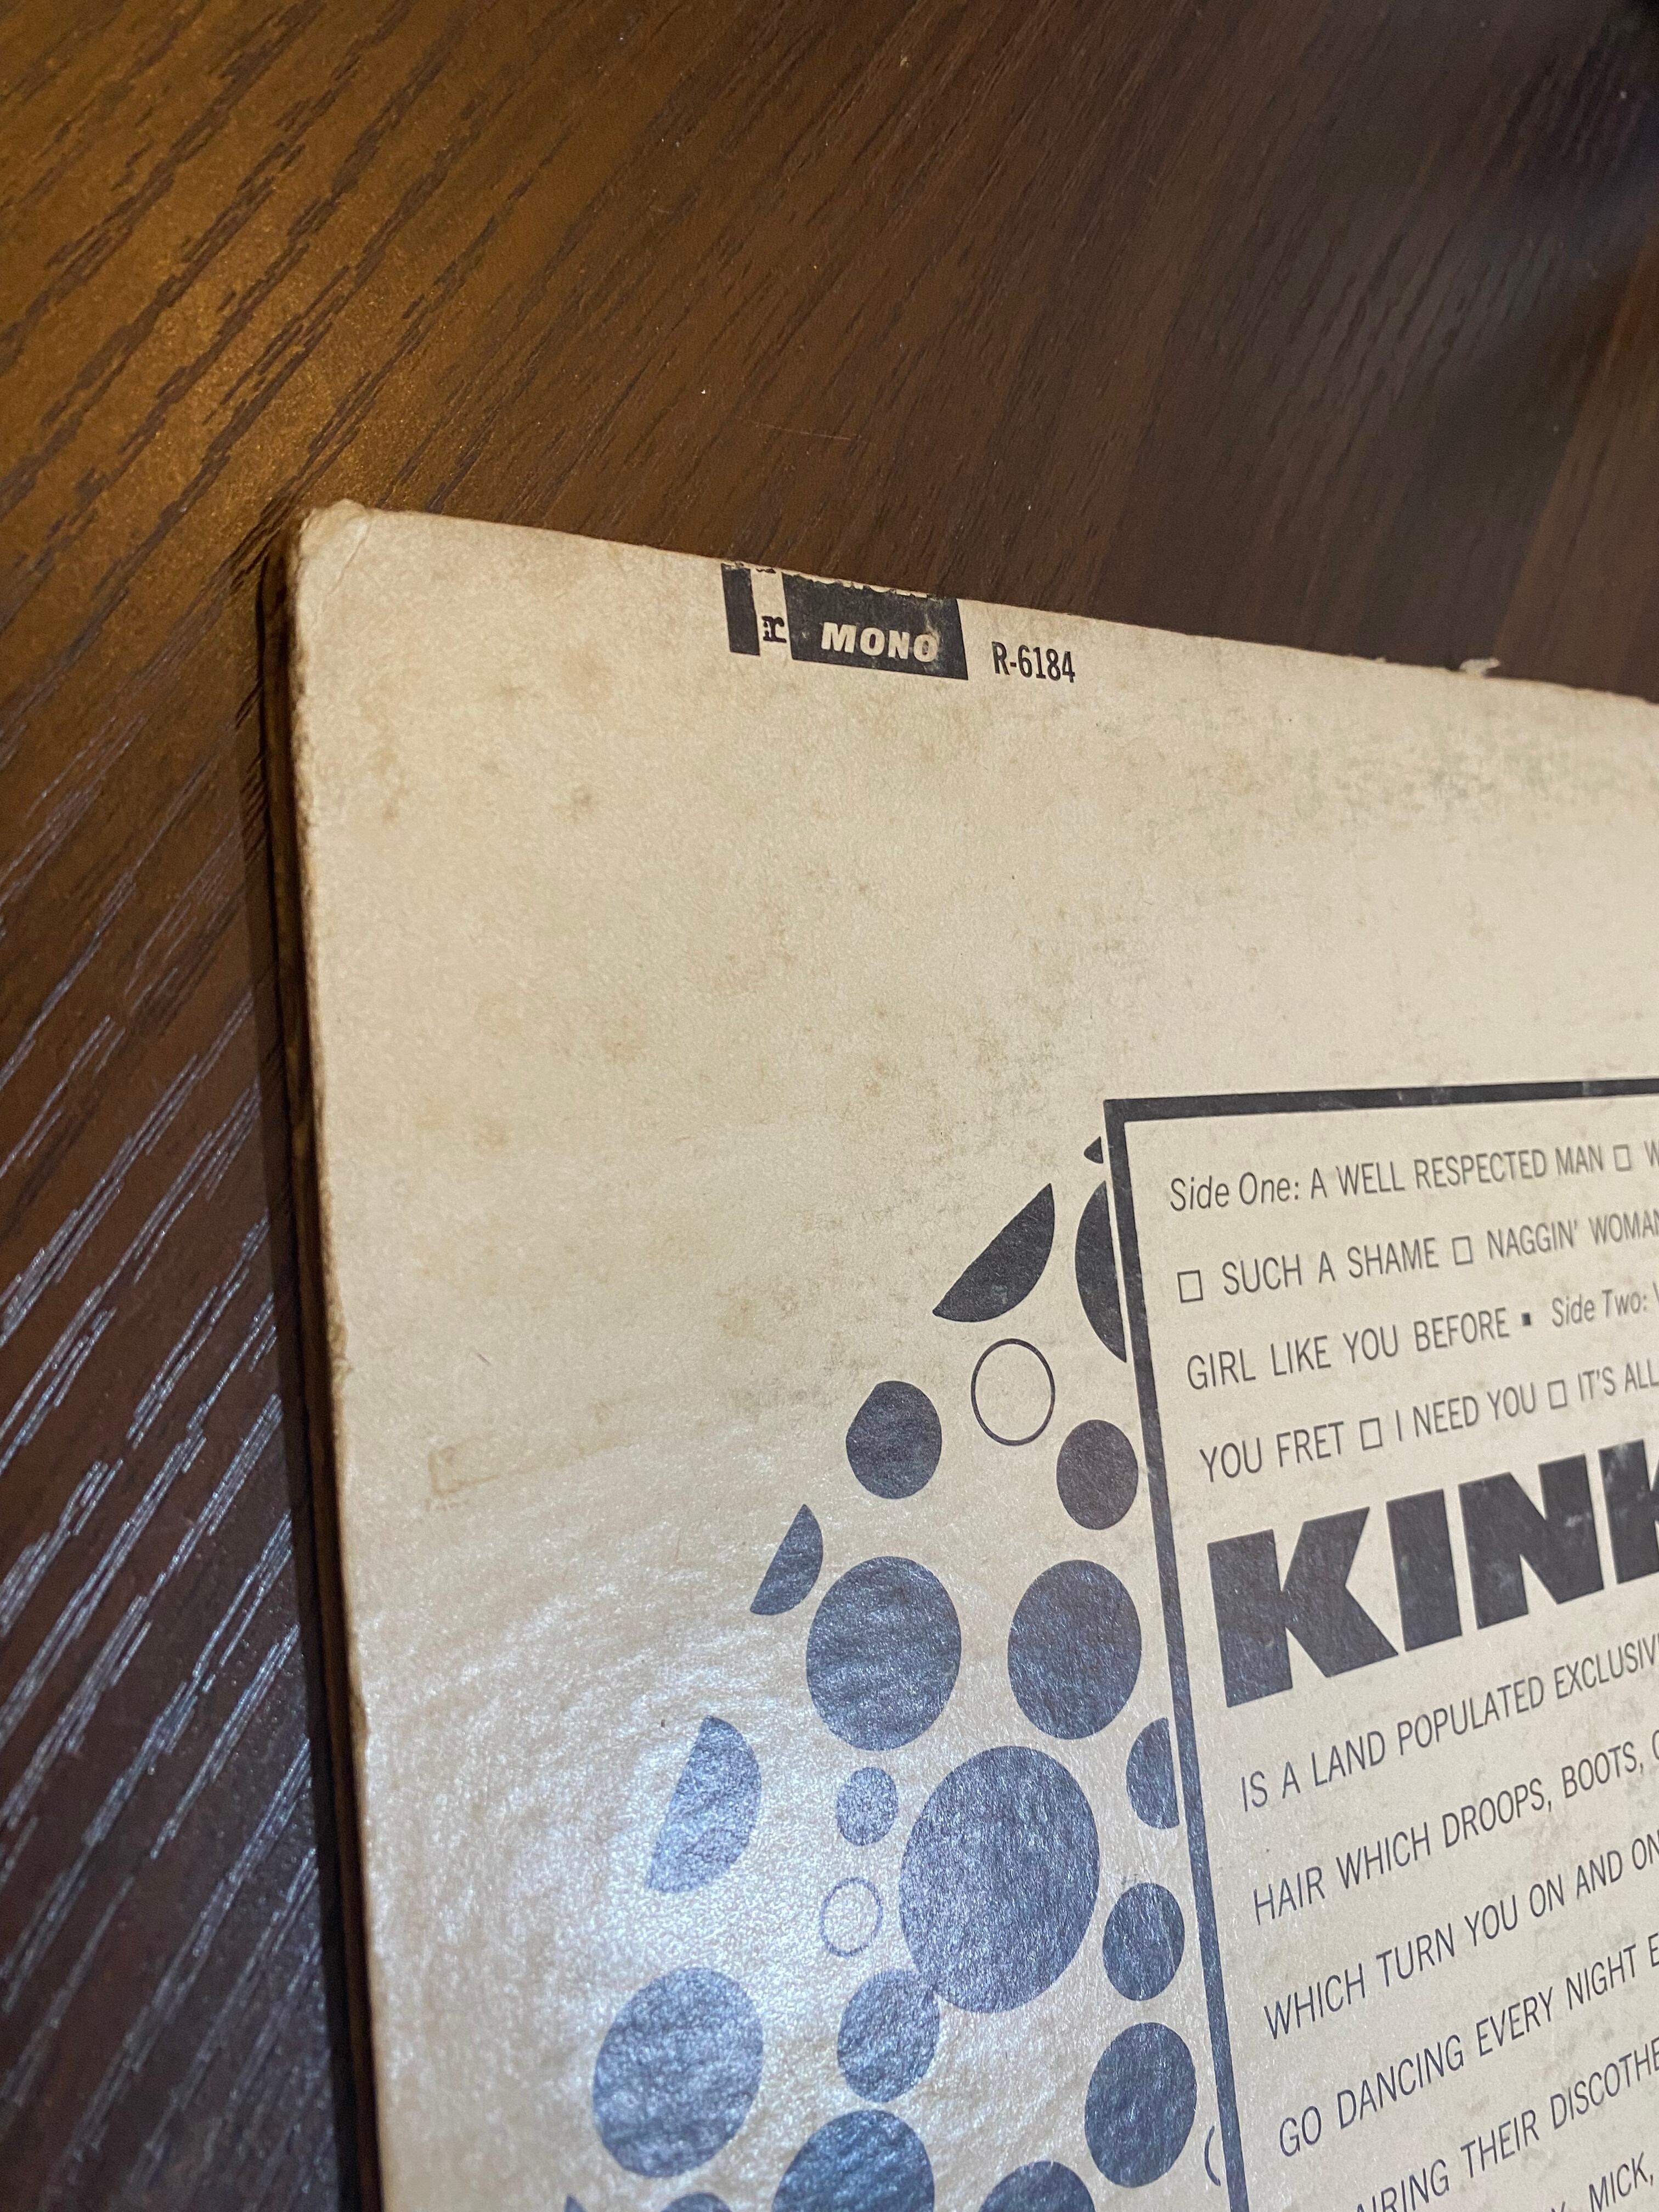 r MONO R-6184
Side One: A WELL RESPECTED MAN □
□ SUCH A SHAME □ NAGGIN' WOMAN
GIRL LIKE YOU BEFORE ▪ Side Two:
YOU FRET □ I NEED YOU □ IT'S ALL
KINK
IS A LAND POPULATED EXCLUSIV
HAIR WHICH DROOPS, BOOTS,
WHICH TURN YOU ON AND ON
GO DANCING EVERY NIGHT
AIRING THEIR DISCOTHE
MICK,